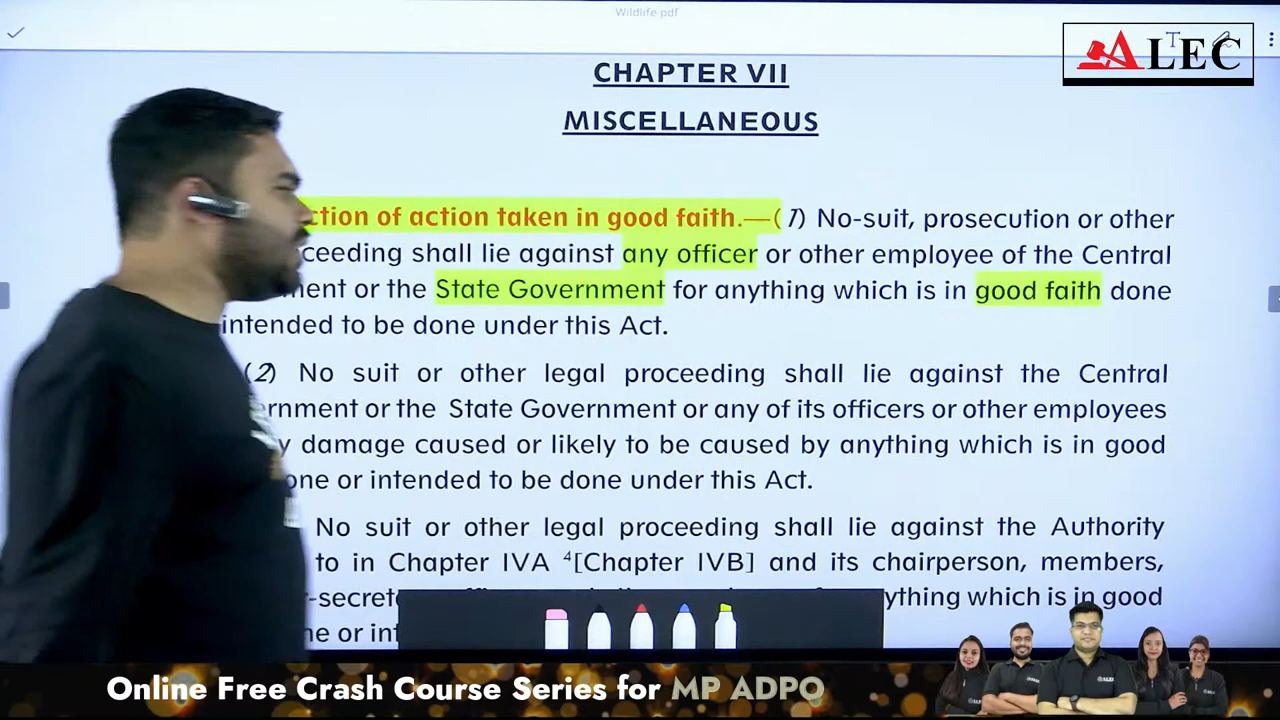 Wildlife.pdf
ALEC
CHAPTER VII
MISCELLANEOUS
ction of action taken in good faith.—(1) No-suit, prosecution or other
ceeding shall lie against any officer or other employee of the Central
ment or the State Government for anything which is in good faith done
intended to be done under this Act.
(2) No suit or other legal proceeding shall lie against the Central
ernment or the State Government or any of its officers or other employees
y damage caused or likely to be caused by anything which is in good
one or intended to be done under this Act.
No suit or other legal proceeding shall lie against the Authority
to in Chapter IVA 4[Chapter IVB] and its chairperson, members,
r-secreta ything which is in good
ne or int
Online Free Crash Course Series for MP ADPO